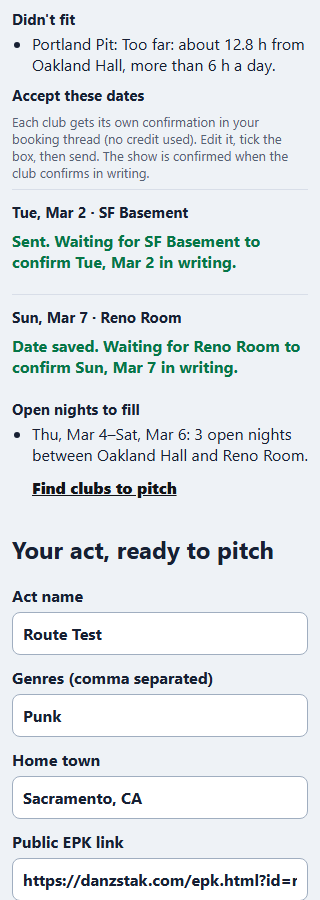 Didn't fit
• Portland Pit: Too far: about 12.8 h from
Oakland Hall, more than 6 h a day.
Accept these dates
Each club gets its own confirmation in your
booking thread (no credit used). Edit it, tick the
box, then send. The show is confirmed when the
club confirms in writing.
Tue, Mar 2 · SF Basement
Sent. Waiting for SF Basement to
confirm Tue, Mar 2 in writing.
Sun, Mar 7 · Reno Room
Date saved. Waiting for Reno Room to
confirm Sun, Mar 7 in writing.
Open nights to fill
• Thu, Mar 4–Sat, Mar 6: 3 open nights
between Oakland Hall and Reno Room.
Find clubs to pitch
Your act, ready to pitch
Act name
Route Test
Genres (comma separated)
Punk
Home town
Sacramento, CA
Public EPK link
https://danzstak.com/epk.html?id=